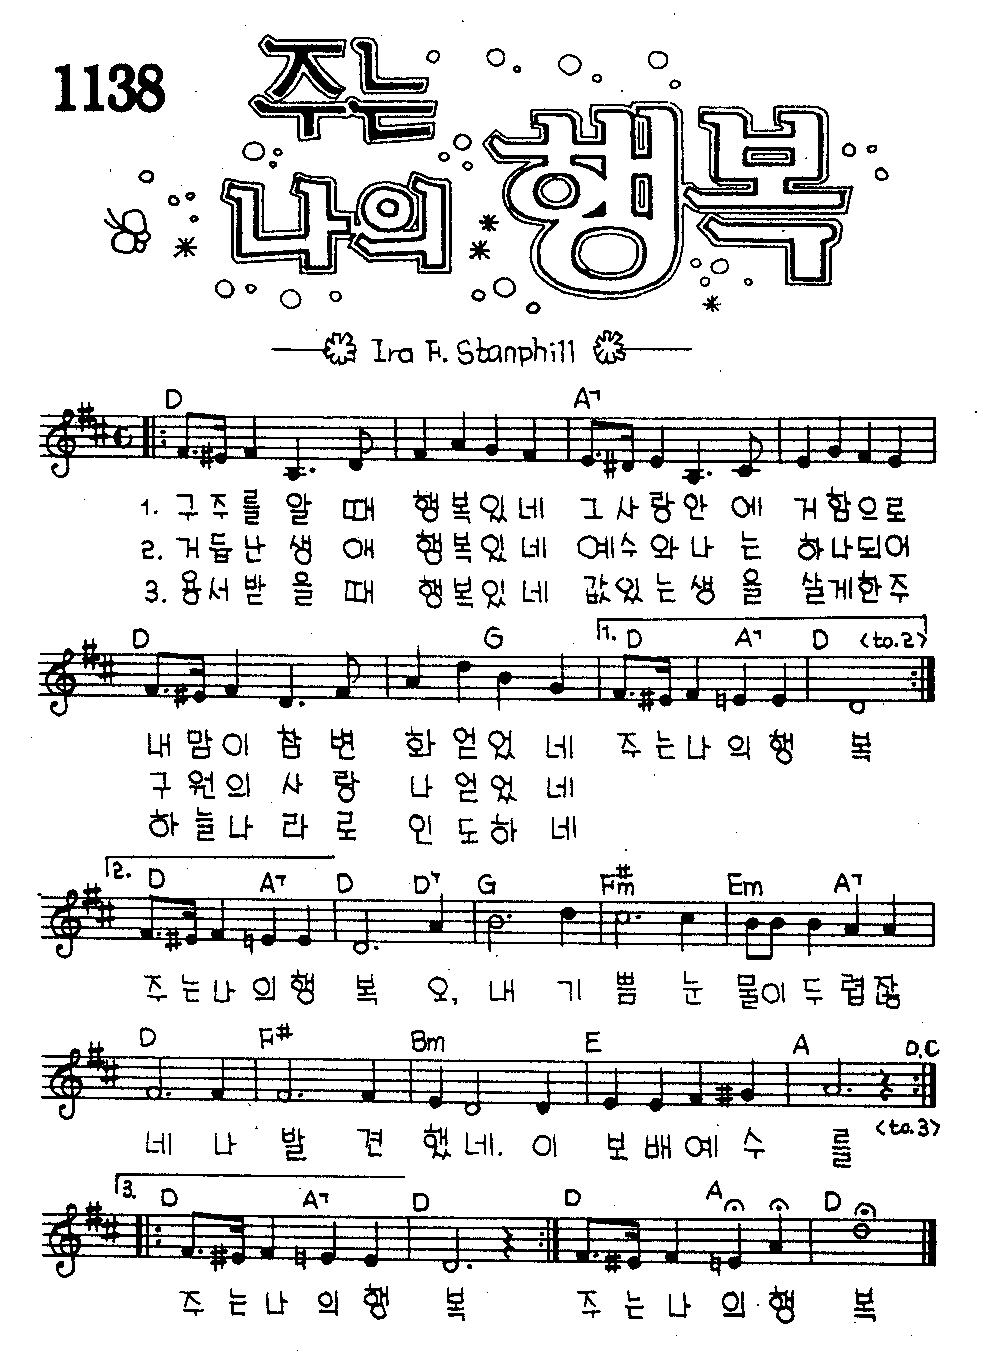 1138
주는
나의 행복
Ira F. Stanphill
D A7
1. 구주를 알 때 행복있네 그사랑안에 거함으로
2. 거듭난 생애 행복있네 예수와나는 하나되어
3. 용서받을때 행복있네 값있는생을 살게한주
D G 1. D A7 D <to.2>
내맘이 참변화얻었네 주는나의행복
구원의 사랑 나얻었네
하늘나라로 인도하네
2. D A7 D D7 G F#m Em A7
주는나의행복 오, 내기쁨 눈물이두렵잖
D F# Bm E A D.C
네 나 발견했네. 이 보배예수를 <to.3>
3. D A7 D D A D
주는나의행복 주는나의행복